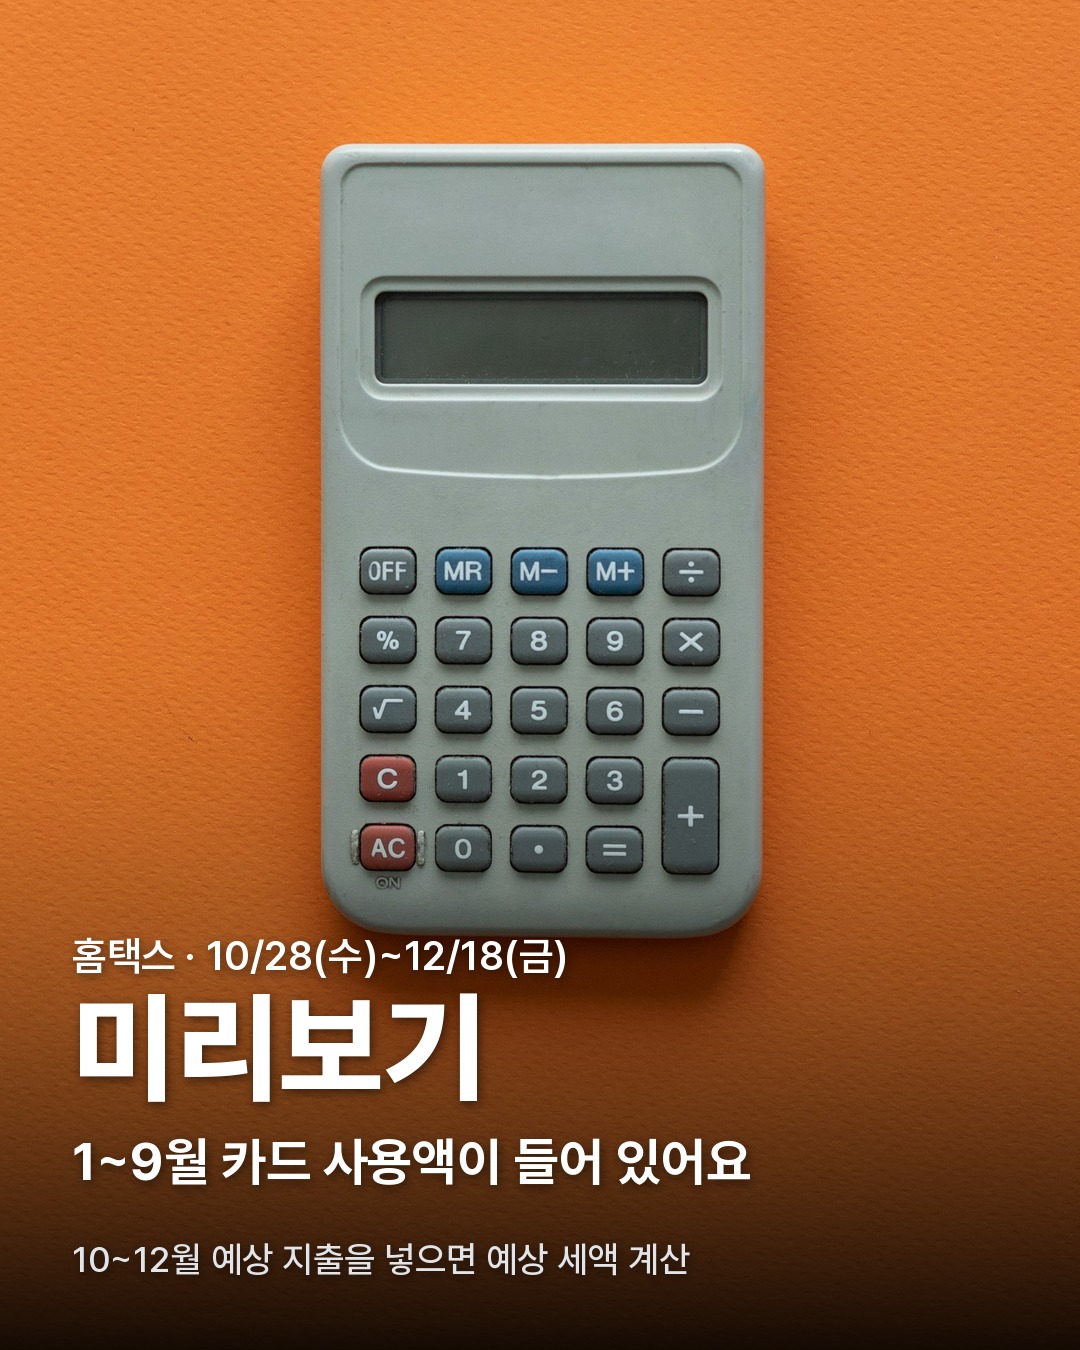 OFF MR M− M+ ÷
% 7 8 9 ×
√ 4 5 6 −
C 1 2 3 +
AC 0 . =
ON
홈택스 · 10/28(수)~12/18(금)
미리보기
1~9월 카드 사용액이 들어 있어요
10~12월 예상 지출을 넣으면 예상 세액 계산